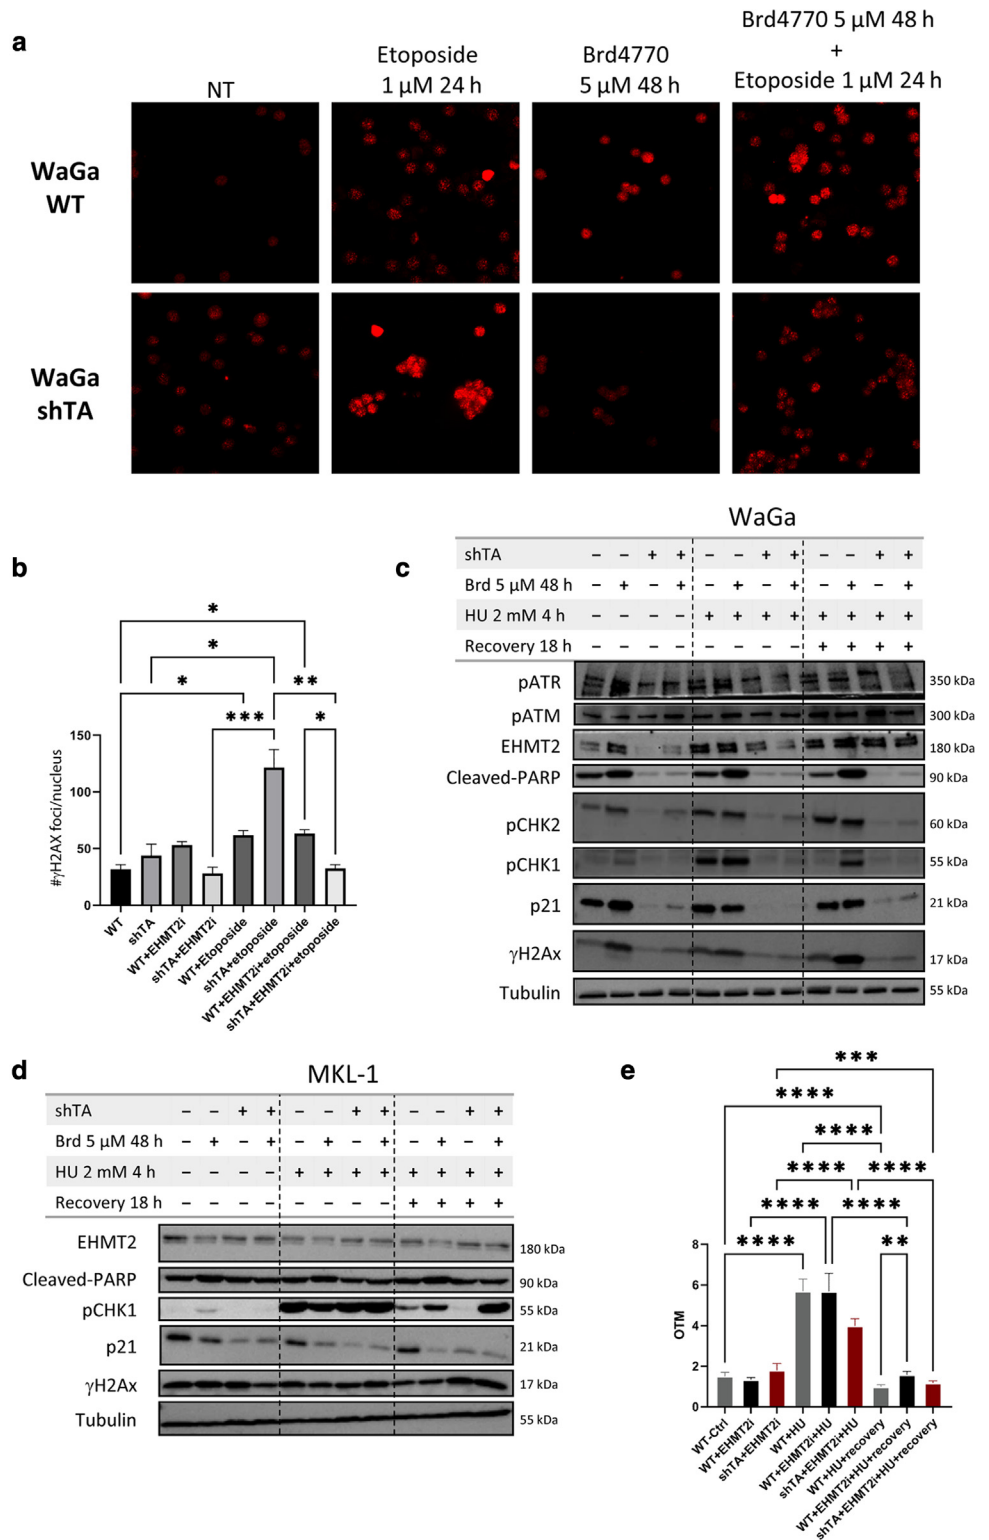 a
Brd4770 5 µM 48 h
+
Etoposide 1 µM 24 h
Etoposide
1 µM 24 h
Brd4770
5 µM 48 h
NT
WaGa
WT
WaGa
shTA
b
*
*
*
**
***
*
#γH2AX foci/nucleus
150
100
50
0
WT
shTA
WT+EHMT2i
shTA+EHMT2i
WT+Etoposide
shTA+etoposide
WT+EHMT2i+etoposide
shTA+EHMT2i+etoposide
c
WaGa
shTA – – + + – – + + – – + +
Brd 5 µM 48 h – + – + – + – + – + – +
HU 2 mM 4 h – – – – + + + + + + + +
Recovery 18 h – – – – – – – – + + + +
pATR 350 kDa
pATM 300 kDa
EHMT2 180 kDa
Cleaved-PARP 90 kDa
pCHK2 60 kDa
pCHK1 55 kDa
p21 21 kDa
γH2Ax 17 kDa
Tubulin 55 kDa
d
MKL-1
shTA – – + + – – + + – – + +
Brd 5 µM 48 h – + – + – + – + – + – +
HU 2 mM 4 h – – – – + + + + + + + +
Recovery 18 h – – – – – – – – + + + +
EHMT2 180 kDa
Cleaved-PARP 90 kDa
pCHK1 55 kDa
p21 21 kDa
γH2Ax 17 kDa
Tubulin 55 kDa
e
***
****
****
**** ****
**** ****
**** **
OTM
8
6
4
2
0
WT-Ctrl
WT+EHMT2i
shTA+EHMT2i
WT+HU
WT+EHMT2i+HU
shTA+EHMT2i+HU
WT+HU+recovery
WT+EHMT2i+HU+recovery
shTA+EHMT2i+HU+recovery